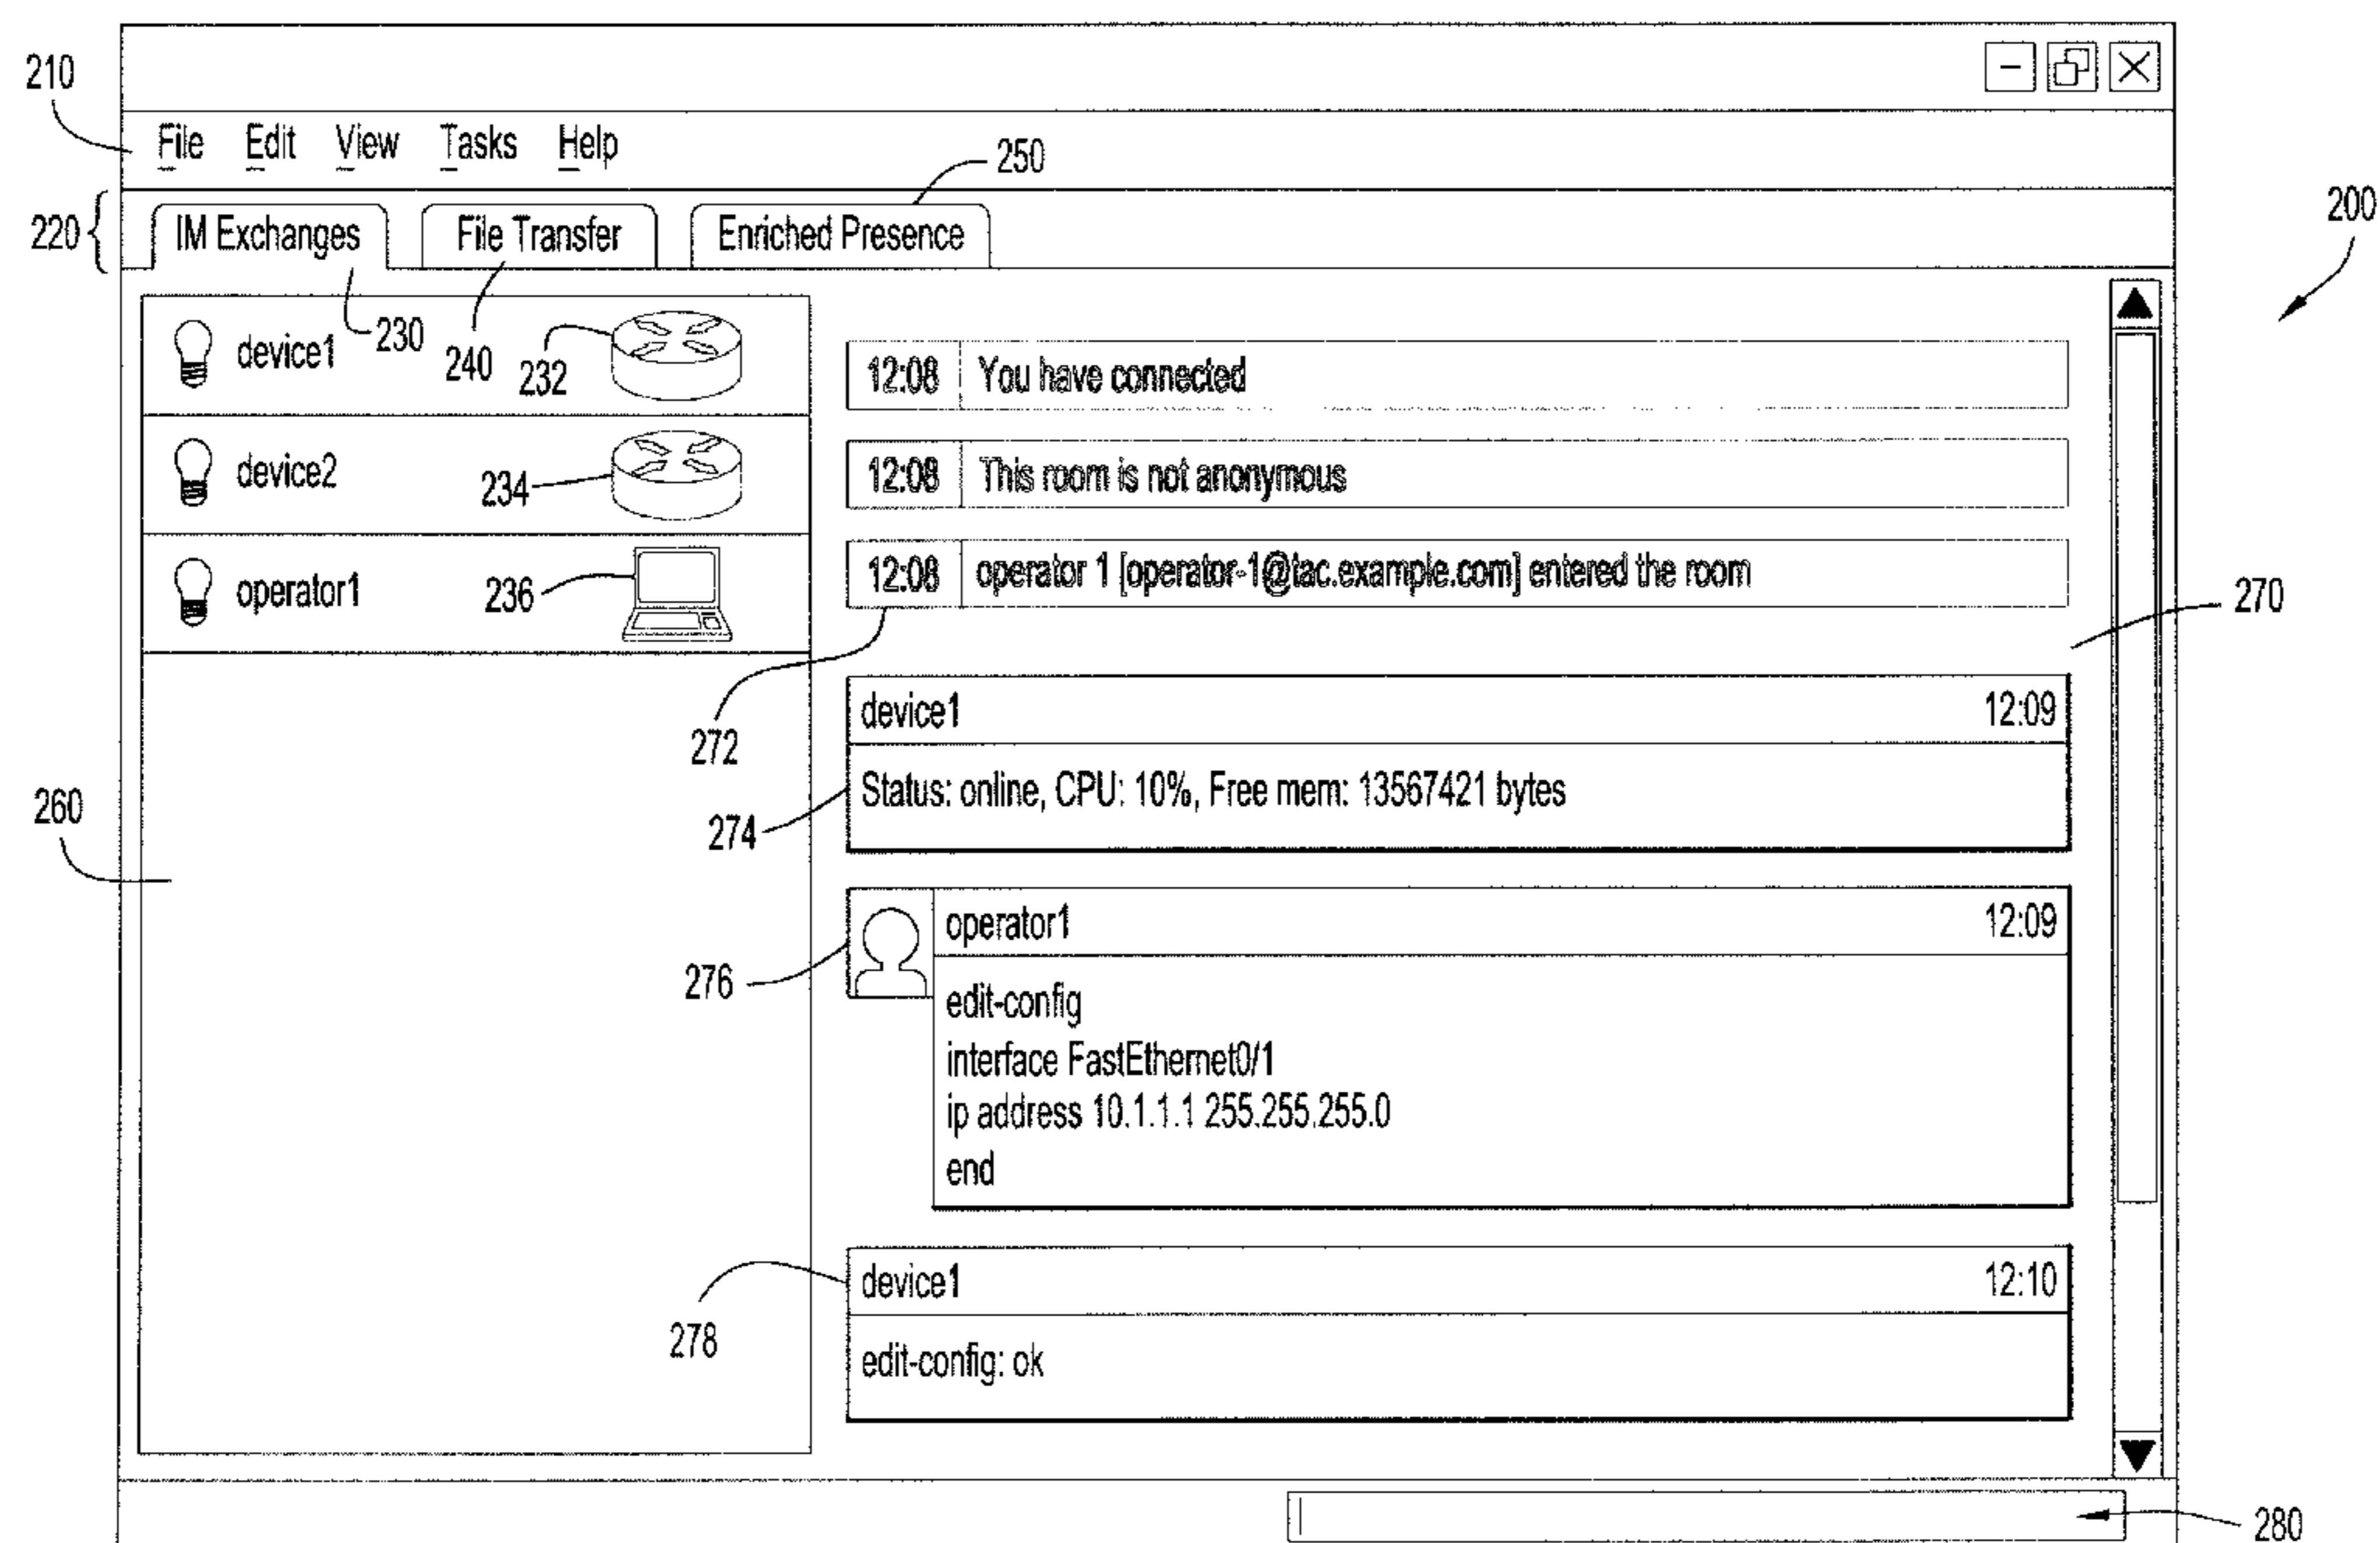 210
File Edit View Tasks Help
250
220
IM Exchanges File Transfer Enriched Presence
200
device1 230 240 232
12:08 You have connected
device2 234
12:08 This room is not anonymous
operator1 236
12:08 operator 1 [operator-1@tac.example.com] entered the room
270
272
device1 12:09
260
274
Status: online, CPU: 10%, Free mem: 13567421 bytes
276
operator1 12:09
edit-config
interface FastEthernet0/1
ip address 10.1.1.1 255.255.255.0
end
278
device1 12:10
edit-config: ok
280